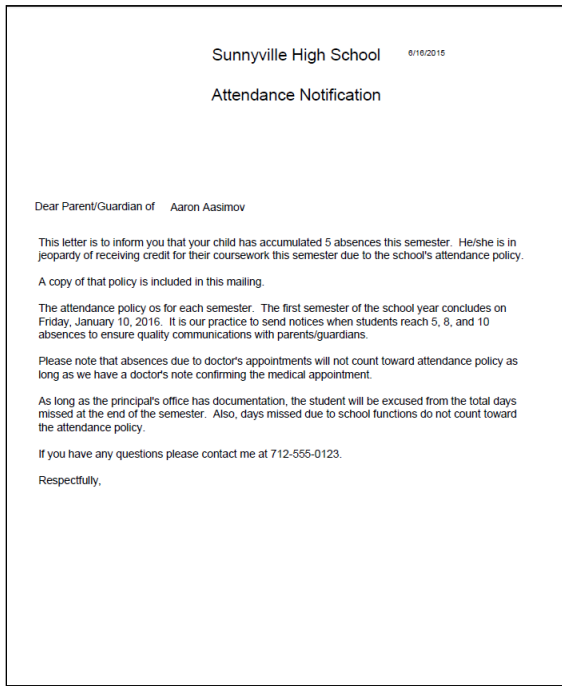 Sunnyville High School 6/16/2015
Attendance Notification
Dear Parent/Guardian of Aaron Aasimov
This letter is to inform you that your child has accumulated 5 absences this semester. He/she is in
jeopardy of receiving credit for their coursework this semester due to the school's attendance policy.
A copy of that policy is included in this mailing.
The attendance policy os for each semester. The first semester of the school year concludes on
Friday, January 10, 2016. It is our practice to send notices when students reach 5, 8, and 10
absences to ensure quality communications with parents/guardians.
Please note that absences due to doctor's appointments will not count toward attendance policy as
long as we have a doctor's note confirming the medical appointment.
As long as the principal's office has documentation, the student will be excused from the total days
missed at the end of the semester. Also, days missed due to school functions do not count toward
the attendance policy.
If you have any questions please contact me at 712-555-0123.
Respectfully,